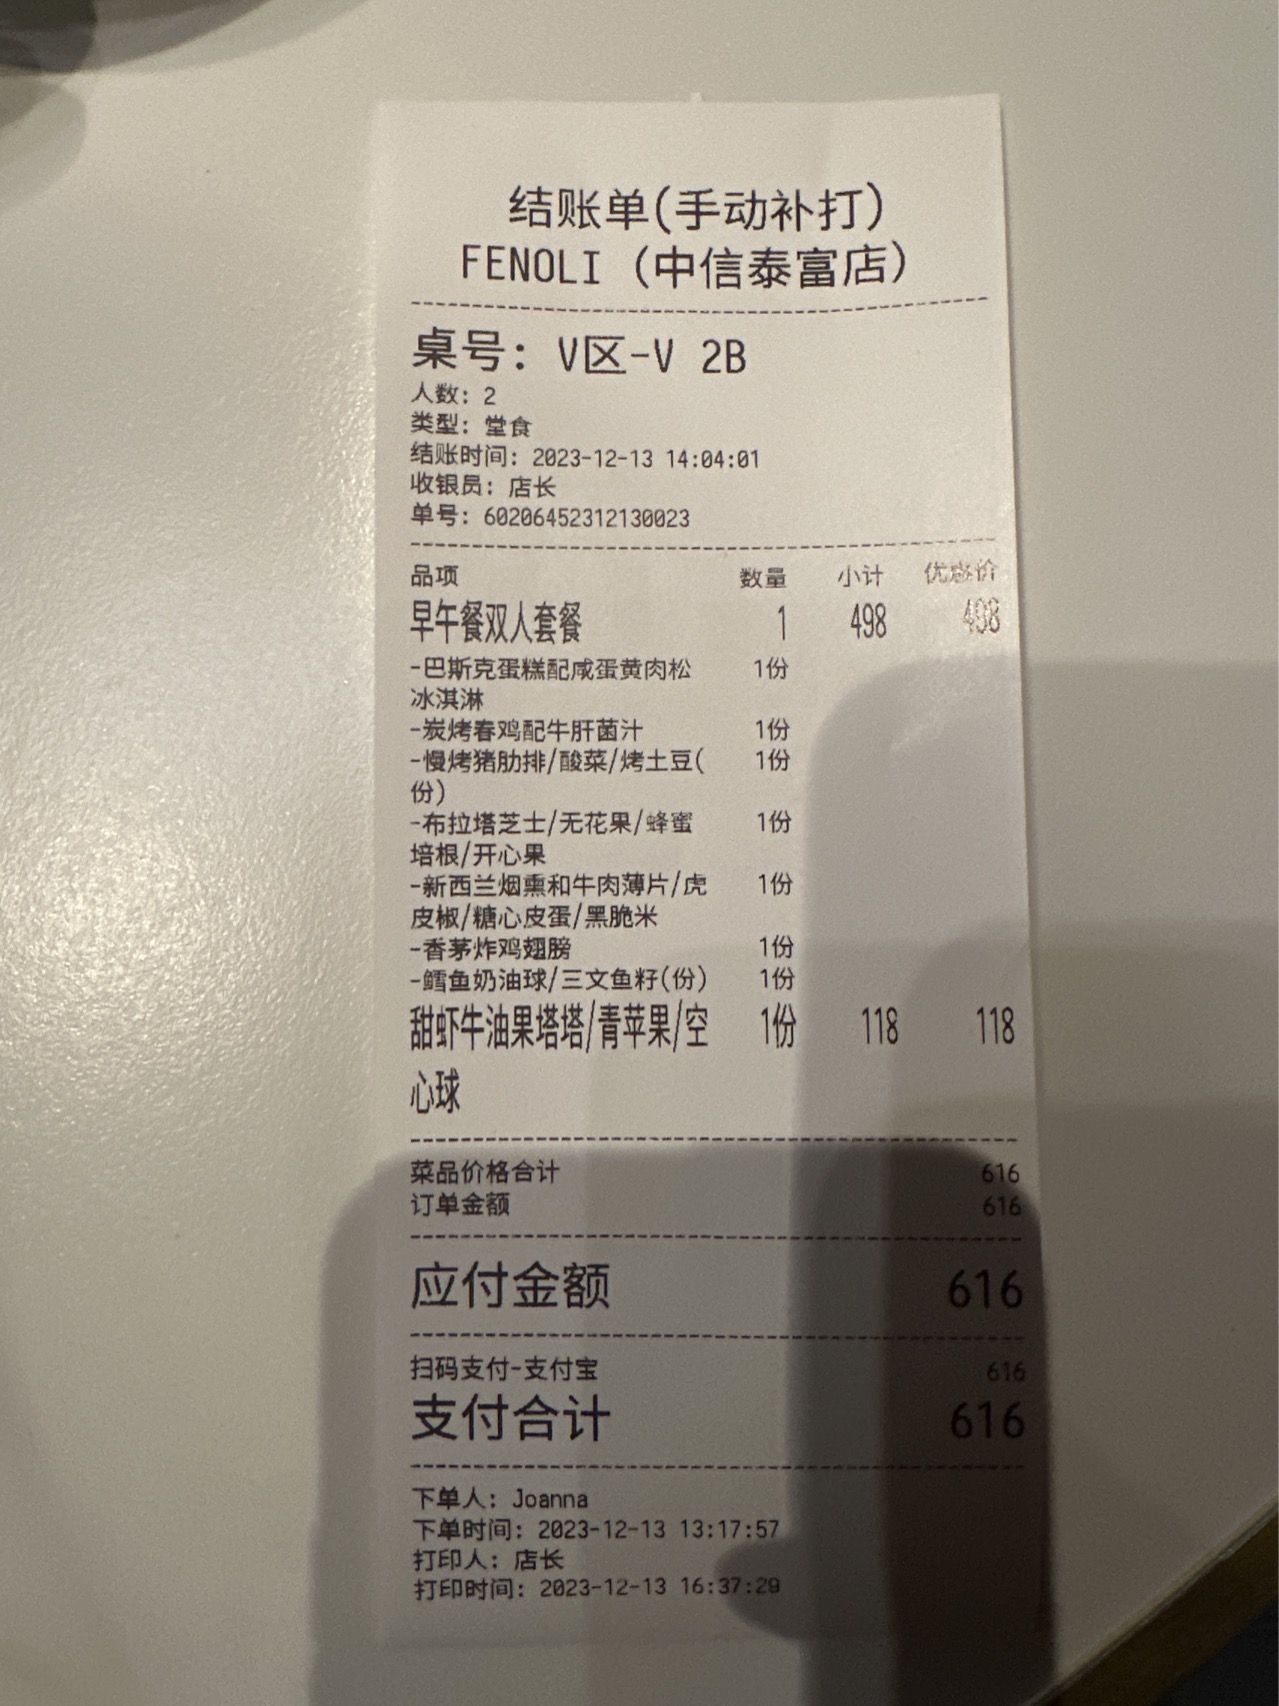 结账单(手动补打)
FENOLI (中信泰富店)
桌号: V区-V 2B
人数: 2
类型: 堂食
结账时间: 2023-12-13 14:04:01
收银员: 店长
单号: 60206452312130023
品项 数量 小计 优惠价
早午餐双人套餐 1 498 498
-巴斯克蛋糕配咸蛋黄肉松 1份
冰淇淋
-炭烤春鸡配牛肝菌汁 1份
-慢烤猪肋排/酸菜/烤土豆( 1份
份)
-布拉塔芝士/无花果/蜂蜜 1份
培根/开心果
-新西兰烟熏和牛肉薄片/虎 1份
皮椒/糖心皮蛋/黑脆米
-香茅炸鸡翅膀 1份
-鳕鱼奶油球/三文鱼籽(份) 1份
甜虾牛油果塔塔/青苹果/空 1份 118 118
心球
菜品价格合计 616
订单金额 616
应付金额 616
扫码支付-支付宝 616
支付合计 616
下单人: Joanna
下单时间: 2023-12-13 13:17:57
打印人: 店长
打印时间: 2023-12-13 16:37:29